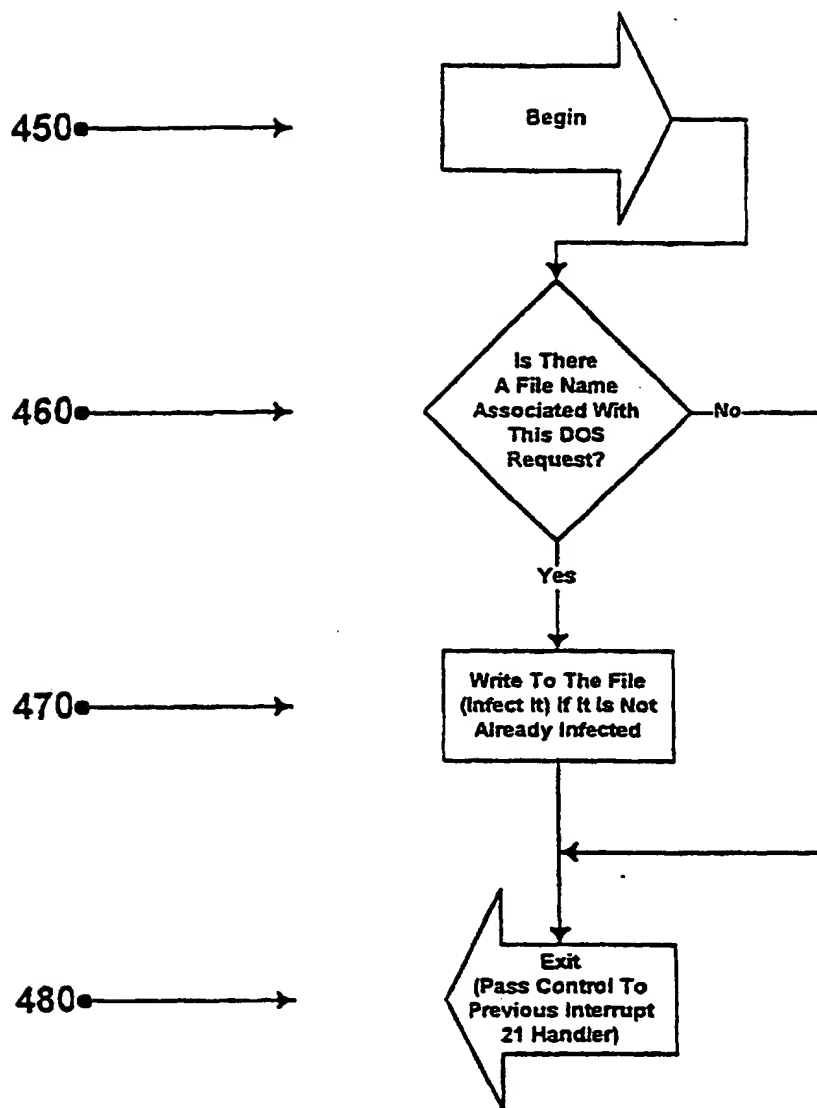 450
Begin
460
Is There
A File Name
Associated With
This DOS
Request?
No
Yes
470
Write To The File
(Infect It) If It Is Not
Already Infected
480
Exit
(Pass Control To
Previous Interrupt
21 Handler)